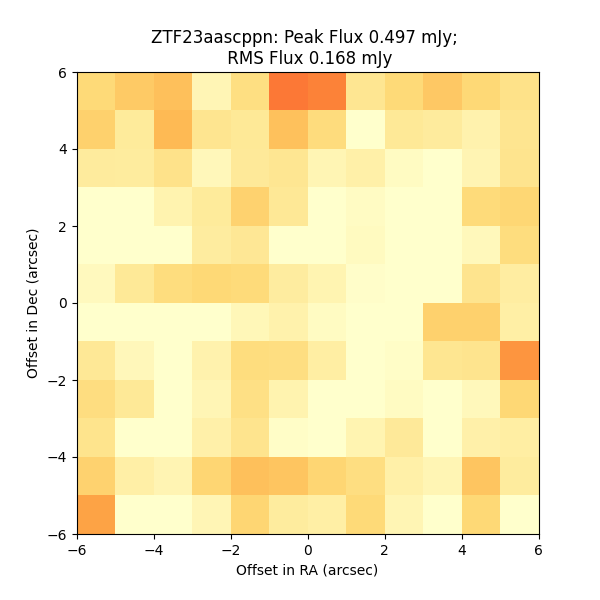 ZTF23aascppn: Peak Flux 0.497 mJy;
RMS Flux 0.168 mJy
6
4
2
0
−2
−4
−6
Offset in Dec (arcsec)
−6 −4 −2 0 2 4 6
Offset in RA (arcsec)